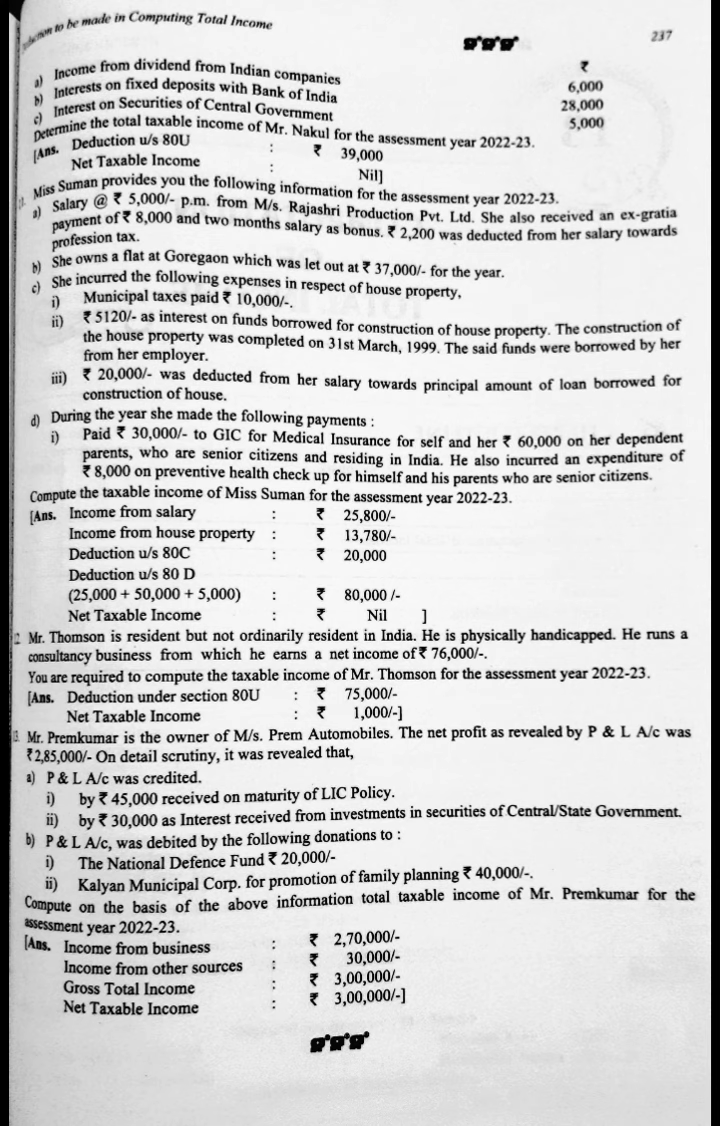 to be made in Computing Total Income
237
₹
a) Income from dividend from Indian companies 6,000
b) Interests on fixed deposits with Bank of India 28,000
c) Interest on Securities of Central Government 5,000
Determine the total taxable income of Mr. Nakul for the assessment year 2022-23.
[Ans. Deduction u/s 80U : ₹ 39,000
Net Taxable Income : Nil]
Miss Suman provides you the following information for the assessment year 2022-23.
a) Salary @ ₹ 5,000/- p.m. from M/s. Rajashri Production Pvt. Ltd. She also received an ex-gratia
payment of ₹ 8,000 and two months salary as bonus. ₹ 2,200 was deducted from her salary towards
profession tax.
b) She owns a flat at Goregaon which was let out at ₹ 37,000/- for the year.
c) She incurred the following expenses in respect of house property,
i) Municipal taxes paid ₹ 10,000/-.
ii) ₹ 5120/- as interest on funds borrowed for construction of house property. The construction of
the house property was completed on 31st March, 1999. The said funds were borrowed by her
from her employer.
iii) ₹ 20,000/- was deducted from her salary towards principal amount of loan borrowed for
construction of house.
d) During the year she made the following payments :
i) Paid ₹ 30,000/- to GIC for Medical Insurance for self and her ₹ 60,000 on her dependent
parents, who are senior citizens and residing in India. He also incurred an expenditure of
₹ 8,000 on preventive health check up for himself and his parents who are senior citizens.
Compute the taxable income of Miss Suman for the assessment year 2022-23.
[Ans. Income from salary : ₹ 25,800/-
Income from house property : ₹ 13,780/-
Deduction u/s 80C : ₹ 20,000
Deduction u/s 80 D
(25,000 + 50,000 + 5,000) : ₹ 80,000 /-
Net Taxable Income : ₹ Nil ]
Mr. Thomson is resident but not ordinarily resident in India. He is physically handicapped. He runs a
consultancy business from which he earns a net income of ₹ 76,000/-.
You are required to compute the taxable income of Mr. Thomson for the assessment year 2022-23.
[Ans. Deduction under section 80U : ₹ 75,000/-
Net Taxable Income : ₹ 1,000/-]
Mr. Premkumar is the owner of M/s. Prem Automobiles. The net profit as revealed by P & L A/c was
₹ 2,85,000/- On detail scrutiny, it was revealed that,
a) P & L A/c was credited.
i) by ₹ 45,000 received on maturity of LIC Policy.
ii) by ₹ 30,000 as Interest received from investments in securities of Central/State Government.
b) P & L A/c, was debited by the following donations to :
i) The National Defence Fund ₹ 20,000/-
ii) Kalyan Municipal Corp. for promotion of family planning ₹ 40,000/-.
Compute on the basis of the above information total taxable income of Mr. Premkumar for the
assessment year 2022-23.
[Ans. Income from business : ₹ 2,70,000/-
Income from other sources : ₹ 30,000/-
Gross Total Income : ₹ 3,00,000/-
Net Taxable Income : ₹ 3,00,000/-]